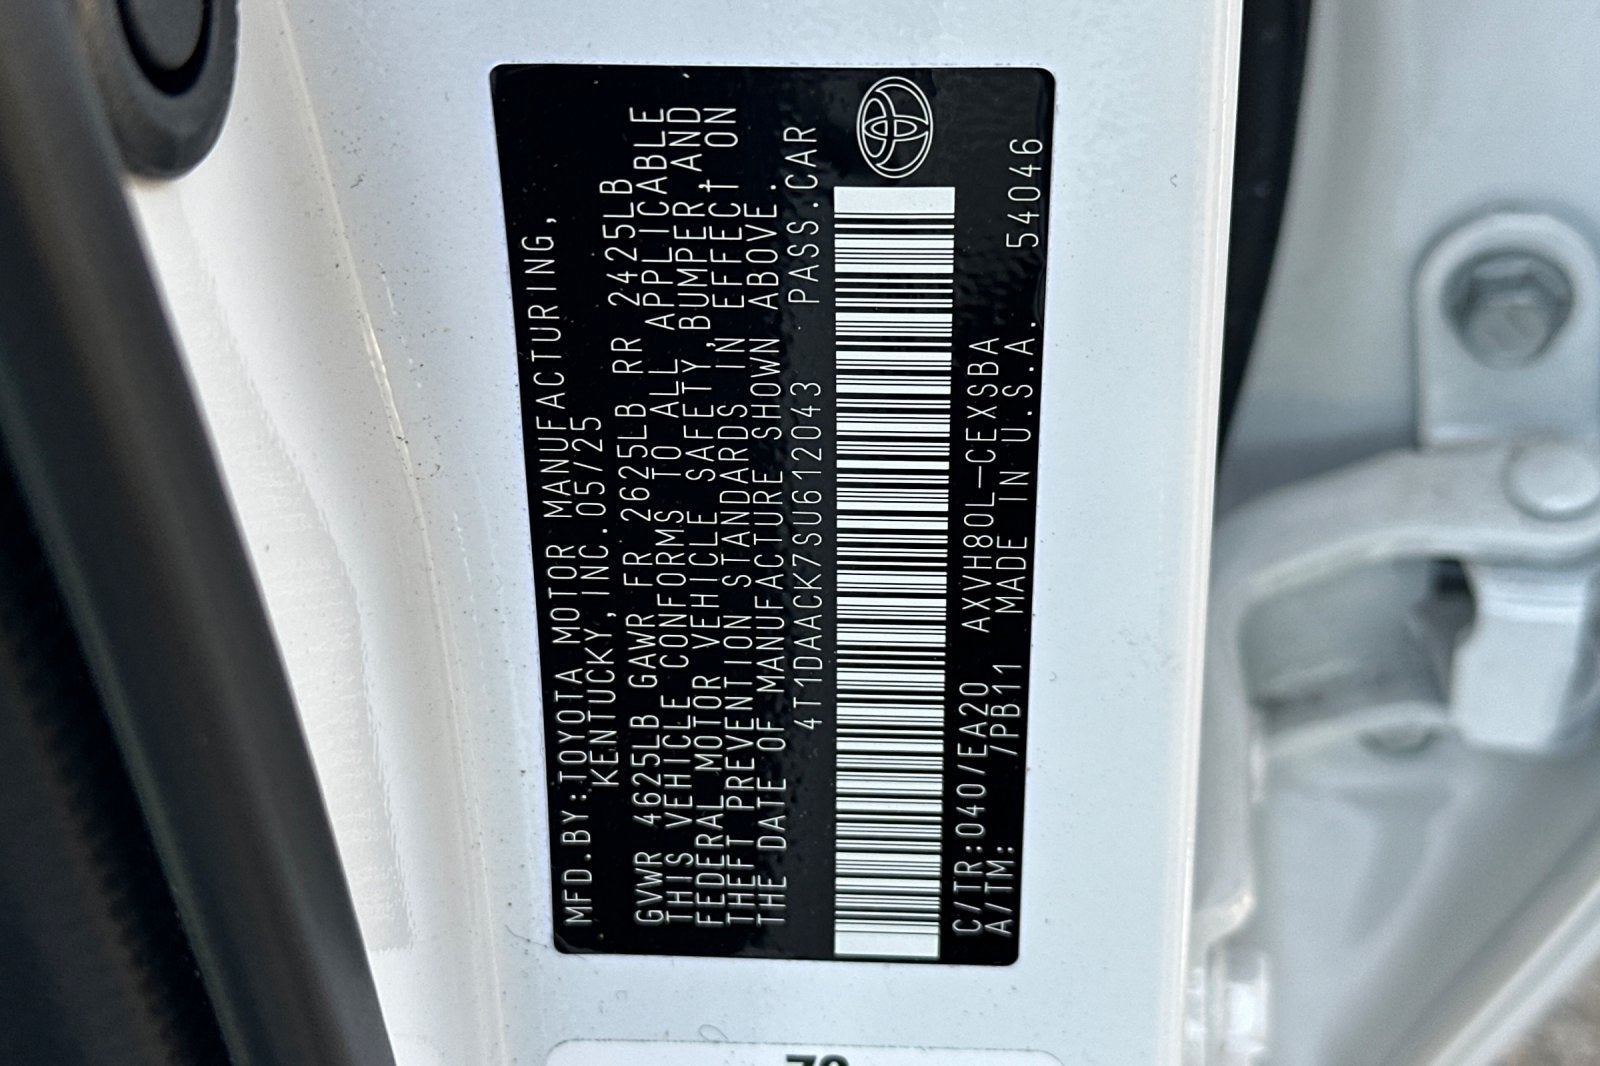 MFD.BY:TOYOTA MOTOR MANUFACTURING,
KENTUCKY,INC.05/25
GVWR 4625LB GAWR FR 2625LB RR 2425LB
THIS VEHICLE CONFORMS TO ALL APPLICABLE
FEDERAL MOTOR VEHICLE SAFETY,BUMPER,AND
THEFT PREVENTION STANDARDS IN EFFECT ON
THE DATE OF MANUFACTURE SHOWN ABOVE.
4T1DAACK7SU612043 PASS.CAR
C/TR:040/EA20 AXVH80L-CEXSBA
A/TM: /PB11 MADE IN U.S.A. 54046